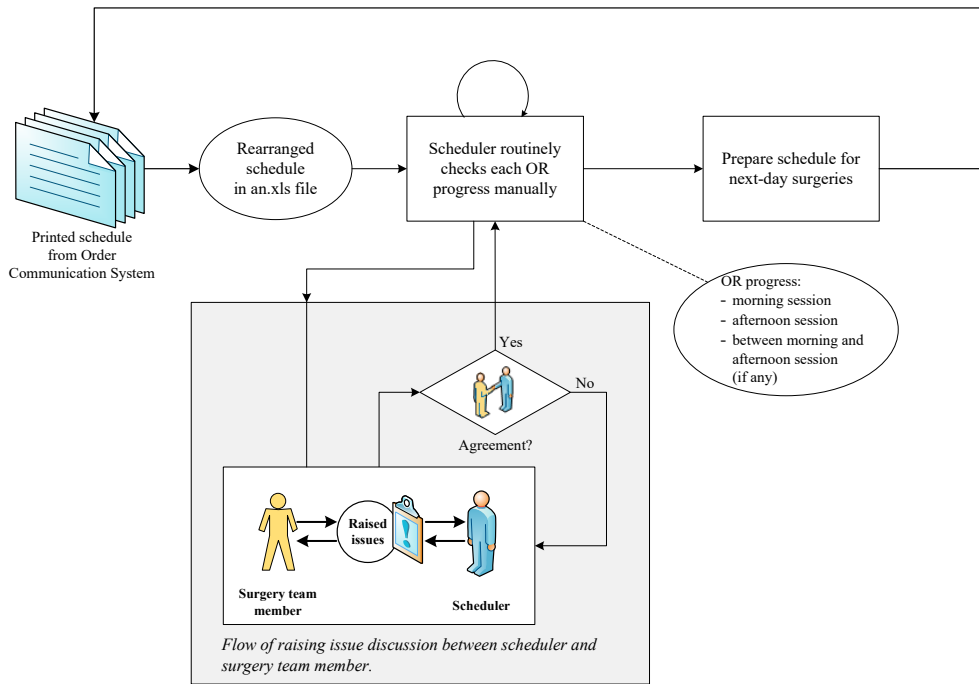 Printed schedule
from Order
Communication System
Rearranged
schedule
in an.xls file
Scheduler routinely
checks each OR
progress manually
Prepare schedule for
next-day surgeries
OR progress:
- morning session
- afternoon session
- between morning and
afternoon session
(if any)
Yes
No
Agreement?
Raised
issues
!
Surgery team
member
Scheduler
Flow of raising issue discussion between scheduler and
surgery team member.